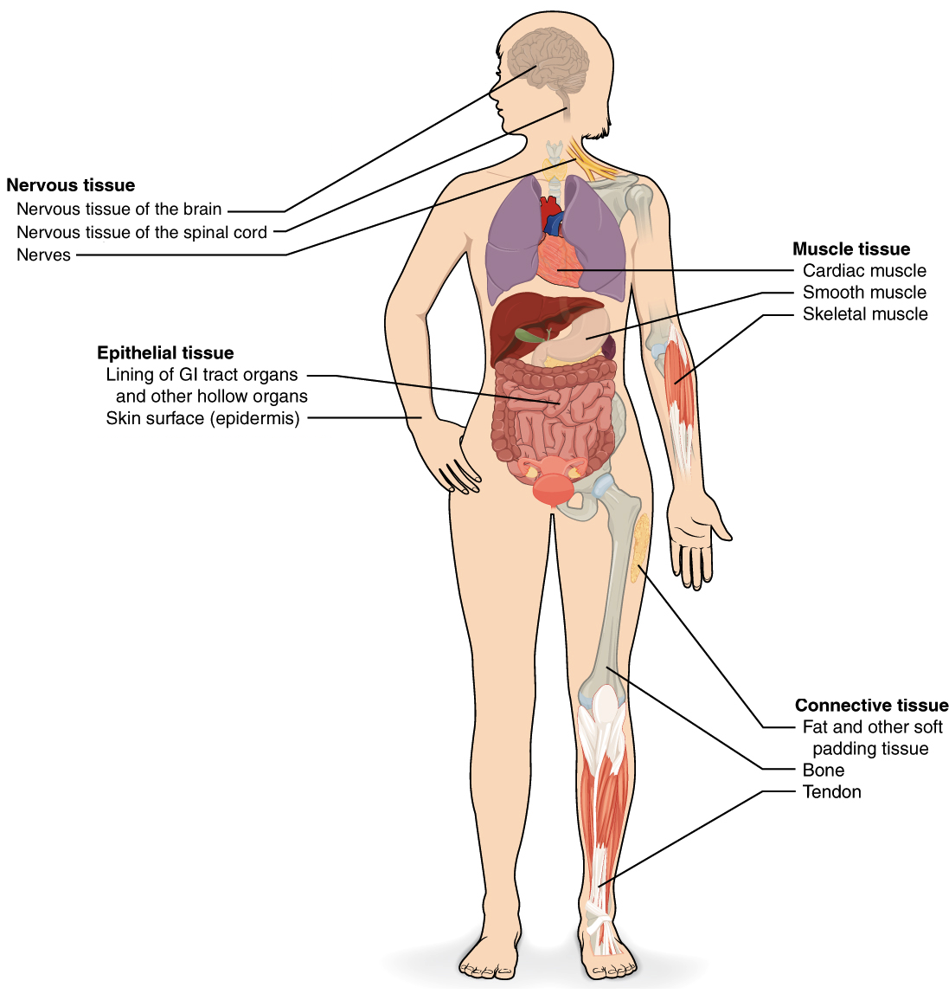 Nervous tissue
Nervous tissue of the brain
Nervous tissue of the spinal cord
Nerves
Muscle tissue
Cardiac muscle
Smooth muscle
Skeletal muscle
Epithelial tissue
Lining of GI tract organs
and other hollow organs
Skin surface (epidermis)
Connective tissue
Fat and other soft
padding tissue
Bone
Tendon